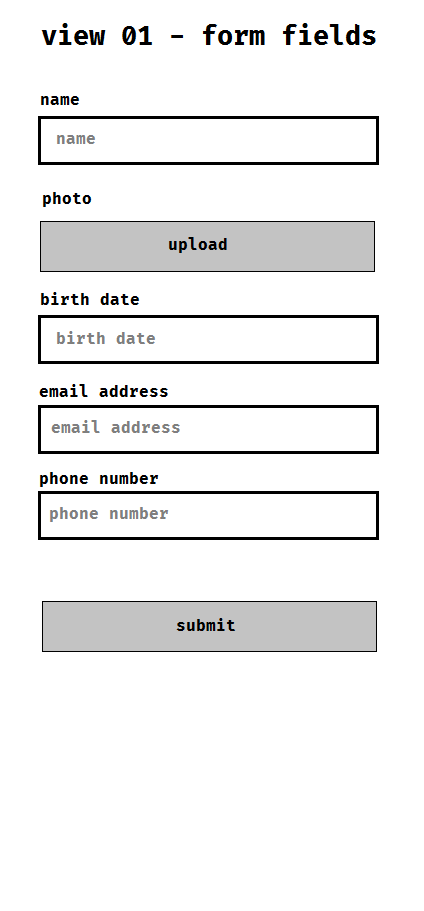 view 01 - form fields
name
name
photo
upload
birth date
birth date
email address
email address
phone number
phone number
submit